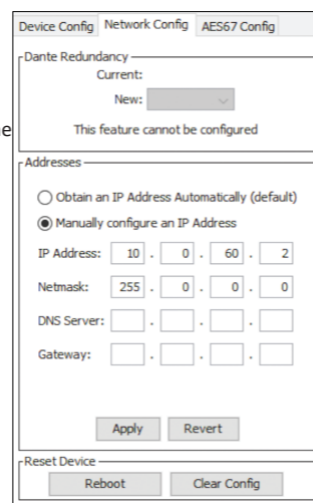 Device Config Network Config AES67 Config
Dante Redundancy
Current:
New:
This feature cannot be configured
Addresses
Obtain an IP Address Automatically (default)
Manually configure an IP Address
IP Address: 10 . 0 . 60 . 2
Netmask: 255 . 0 . 0 . 0
DNS Server: . . .
Gateway: . . .
Apply Revert
Reset Device
Reboot Clear Config